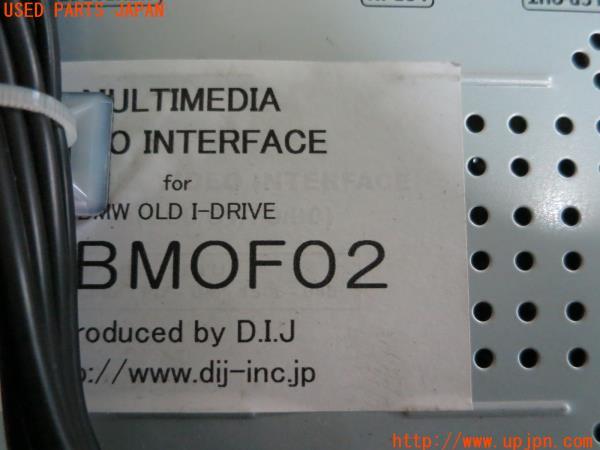 USED PARTS JAPAN
MULTIMEDIA
O INTERFACE
for
BMW OLD I-DRIVE
BMOF02
roduced by D.I.J
://www.dij-inc.jp
http://www.upjpn.com